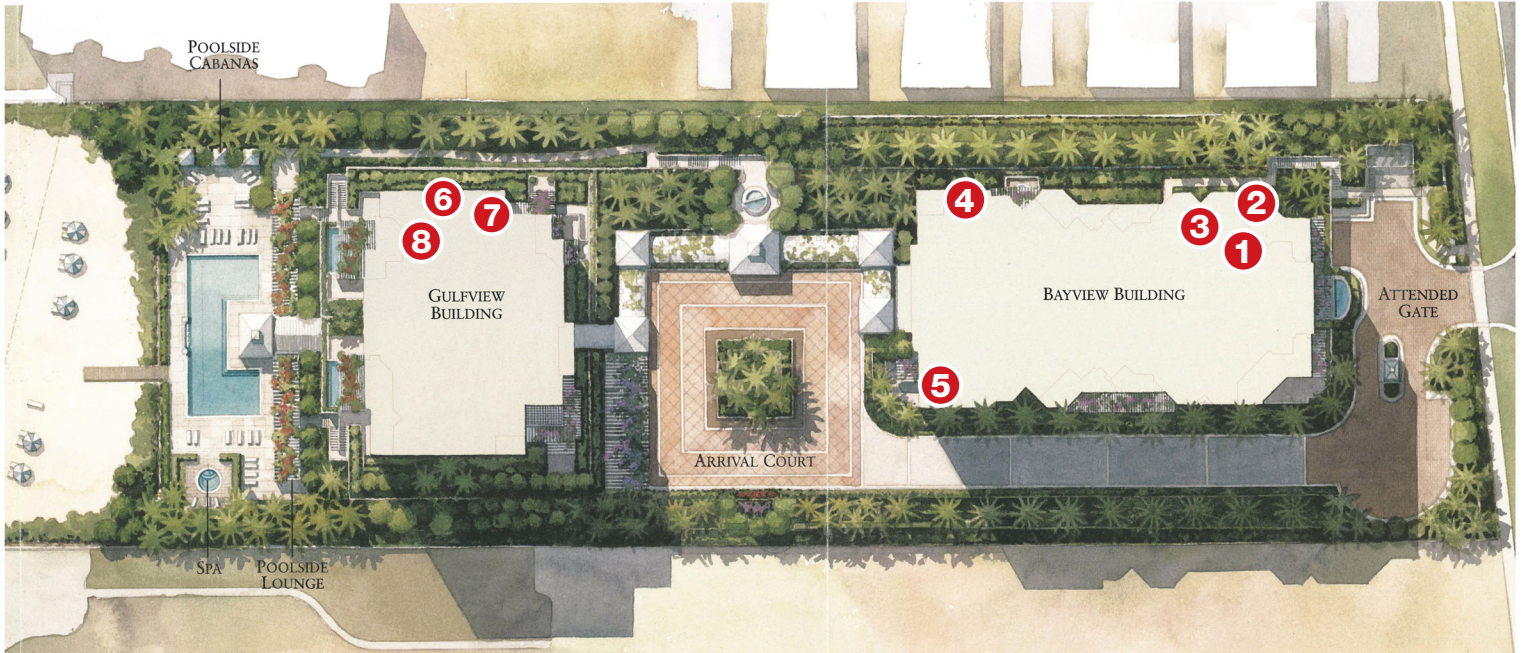 POOLSIDE
CABANAS
6
7
8
4
2
3
1
GULFVIEW
BUILDING
BAYVIEW BUILDING
ATTENDED
GATE
5
ARRIVAL COURT
SPA
POOLSIDE
LOUNGE